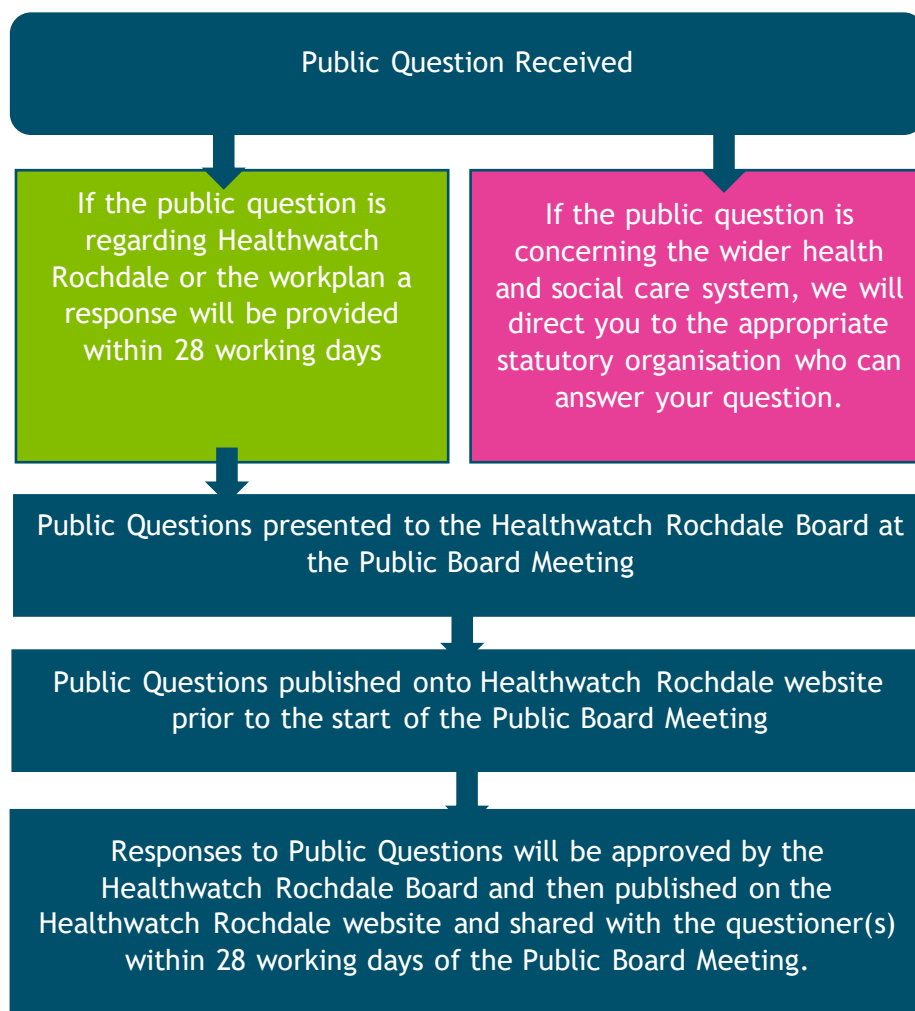 Public Question Received
If the public question is
regarding Healthwatch
Rochdale or the workplan a
response will be provided
within 28 working days
If the public question is
concerning the wider health
and social care system, we will
direct you to the appropriate
statutory organisation who can
answer your question.
Public Questions presented to the Healthwatch Rochdale Board at
the Public Board Meeting
Public Questions published onto Healthwatch Rochdale website
prior to the start of the Public Board Meeting
Responses to Public Questions will be approved by the
Healthwatch Rochdale Board and then published on the
Healthwatch Rochdale website and shared with the questioner(s)
within 28 working days of the Public Board Meeting.